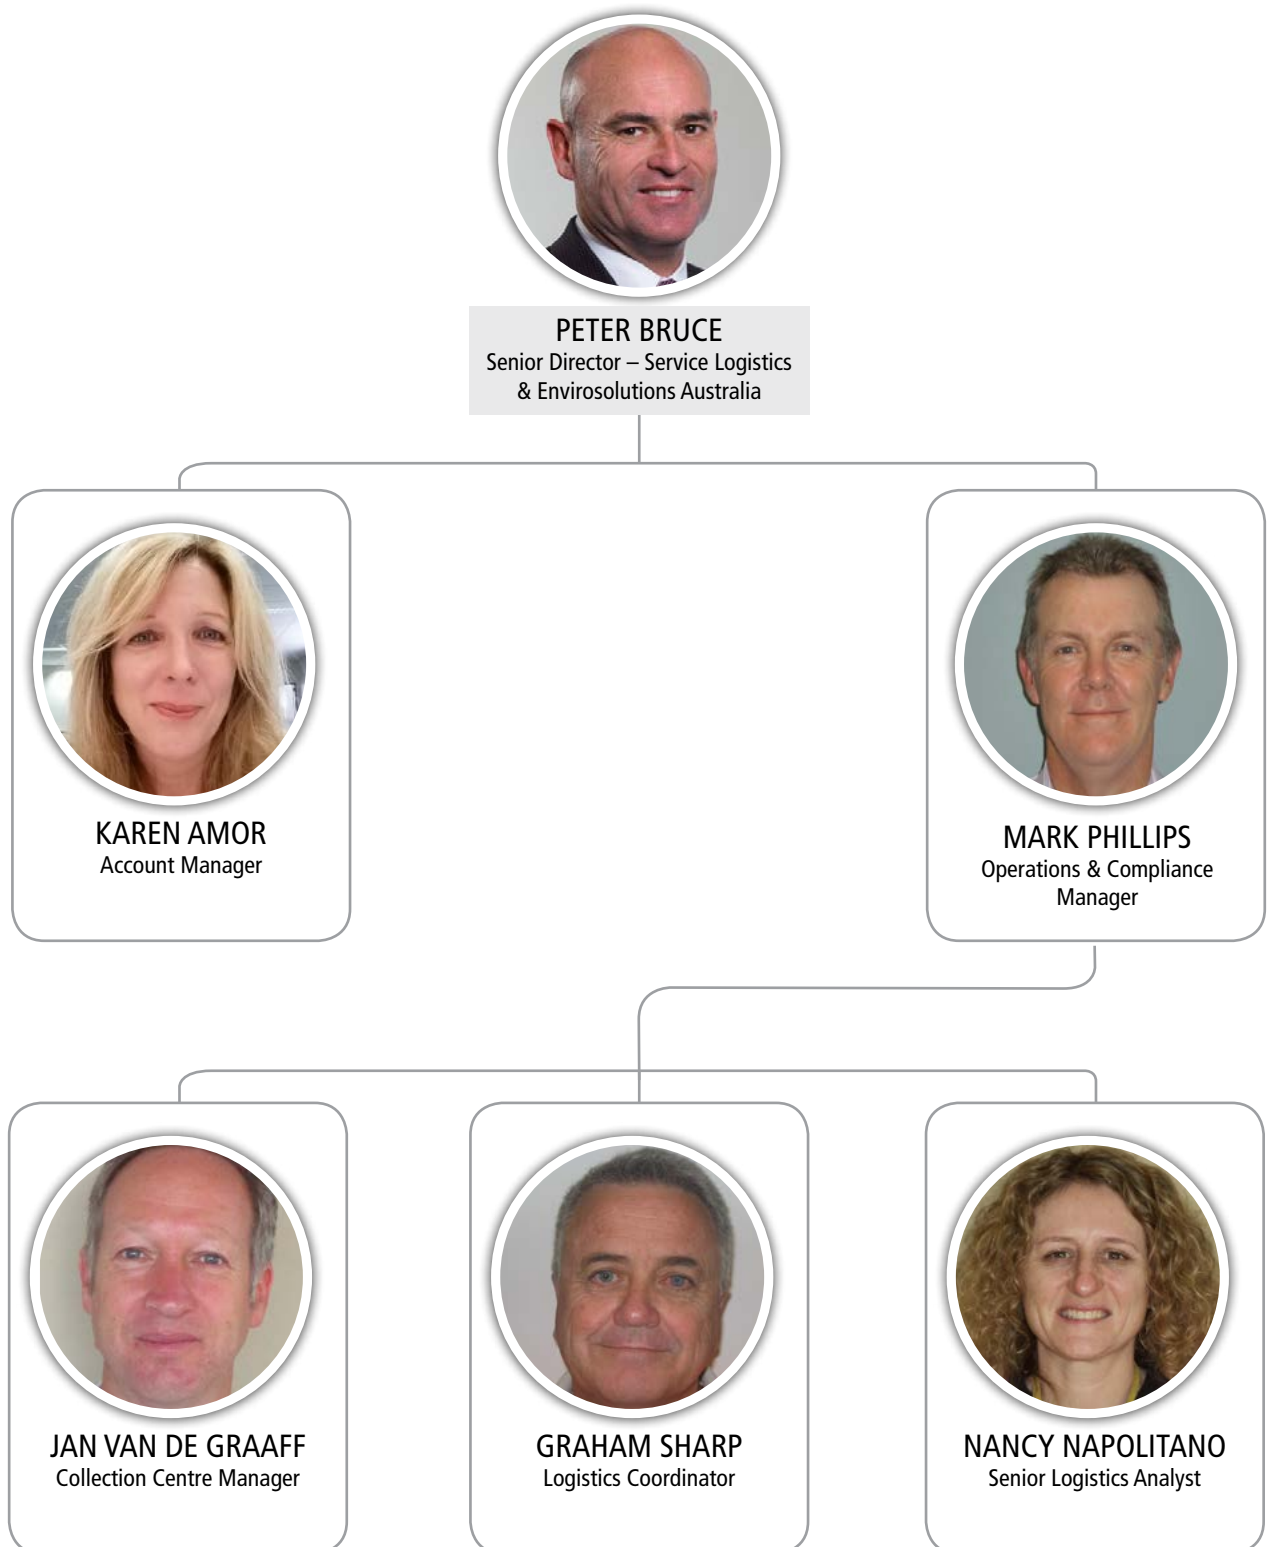 PETER BRUCE
Senior Director – Service Logistics
& Envirosolutions Australia
KAREN AMOR
Account Manager
MARK PHILLIPS
Operations & Compliance
Manager
JAN VAN DE GRAAFF
Collection Centre Manager
GRAHAM SHARP
Logistics Coordinator
NANCY NAPOLITANO
Senior Logistics Analyst